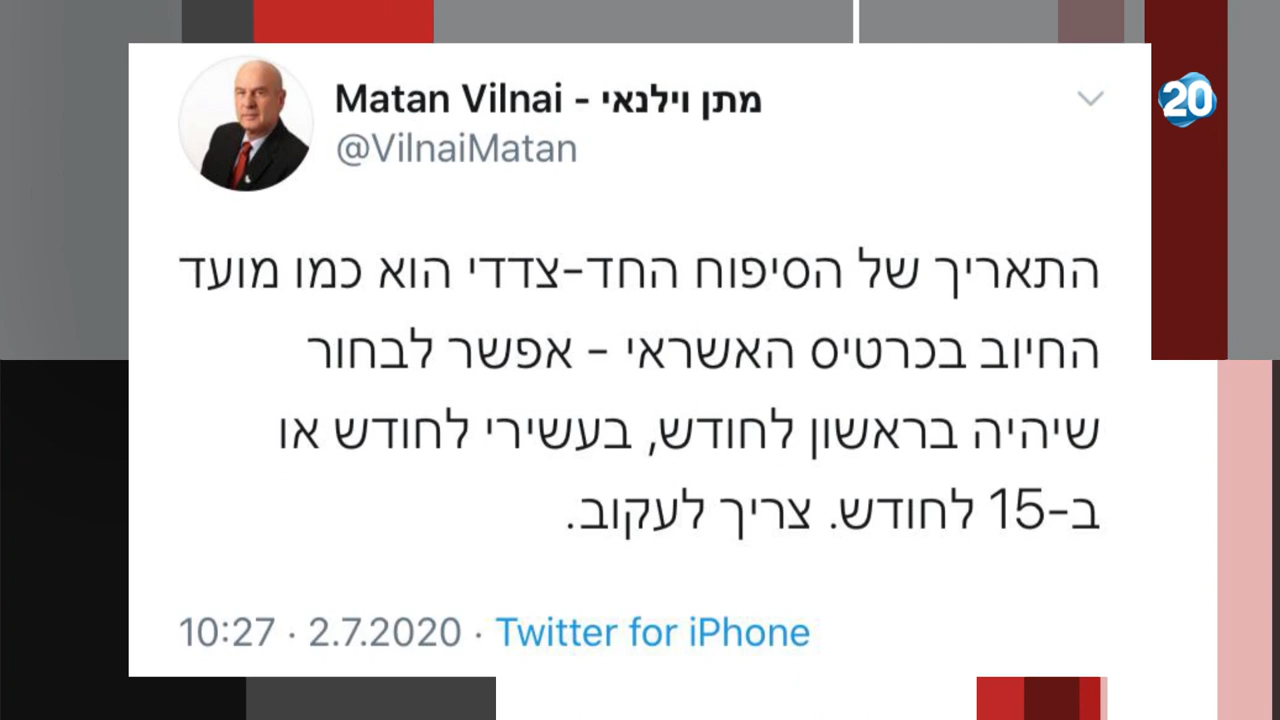 Matan Vilnai - מתן וילנאי
@VilnaiMatan
20
התאריך של הסיפוח החד-צדדי הוא כמו מועד
החיוב בכרטיס האשראי - אפשר לבחור
שיהיה בראשון לחודש, בעשירי לחודש או
ב-15 לחודש. צריך לעקוב.
10:27 · 2.7.2020 · Twitter for iPhone